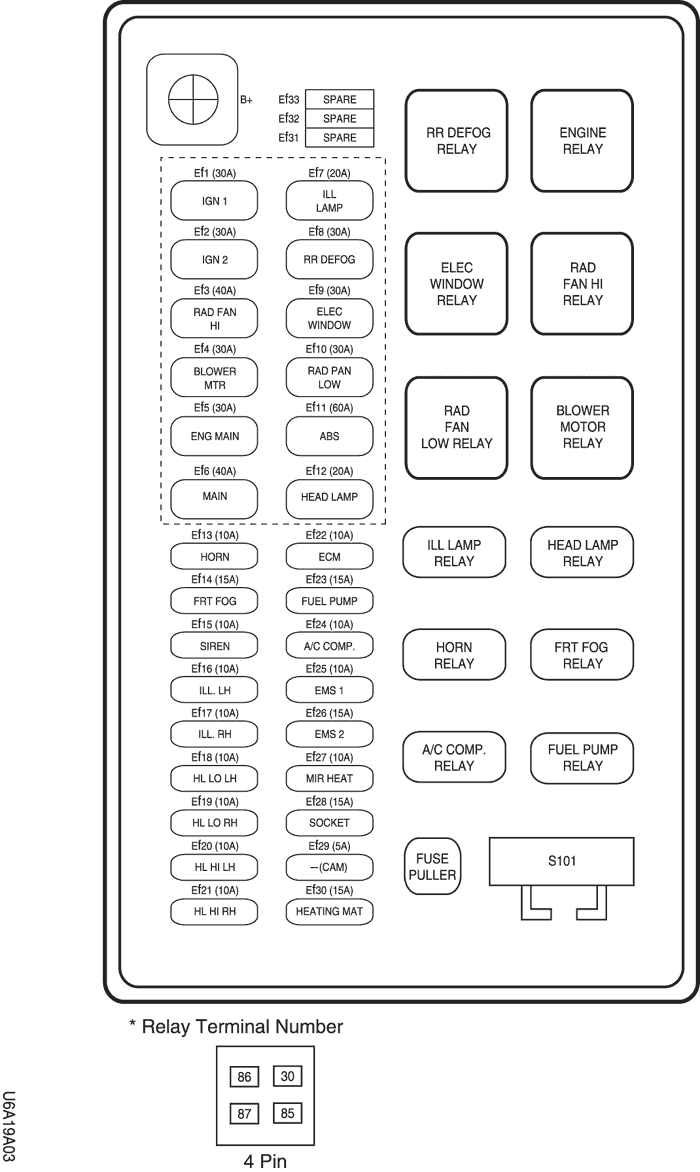 B+
Ef33 SPARE
Ef32 SPARE
Ef31 SPARE
Ef1 (30A)
IGN 1
Ef2 (30A)
IGN 2
Ef3 (40A)
RAD FAN
HI
Ef4 (30A)
BLOWER
MTR
Ef5 (30A)
ENG MAIN
Ef6 (40A)
MAIN
Ef7 (20A)
ILL
LAMP
Ef8 (30A)
RR DEFOG
Ef9 (30A)
ELEC
WINDOW
Ef10 (30A)
RAD PAN
LOW
Ef11 (60A)
ABS
Ef12 (20A)
HEAD LAMP
Ef13 (10A)
HORN
Ef14 (15A)
FRT FOG
Ef15 (10A)
SIREN
Ef16 (10A)
ILL. LH
Ef17 (10A)
ILL. RH
Ef18 (10A)
HL LO LH
Ef19 (10A)
HL LO RH
Ef20 (10A)
HL HI LH
Ef21 (10A)
HL HI RH
Ef22 (10A)
ECM
Ef23 (15A)
FUEL PUMP
Ef24 (10A)
A/C COMP.
Ef25 (10A)
EMS 1
Ef26 (15A)
EMS 2
Ef27 (10A)
MIR HEAT
Ef28 (15A)
SOCKET
Ef29 (5A)
—(CAM)
Ef30 (15A)
HEATING MAT
RR DEFOG
RELAY
ENGINE
RELAY
ELEC
WINDOW
RELAY
RAD
FAN HI
RELAY
RAD
FAN
LOW RELAY
BLOWER
MOTOR
RELAY
ILL LAMP
RELAY
HEAD LAMP
RELAY
HORN
RELAY
FRT FOG
RELAY
A/C COMP.
RELAY
FUEL PUMP
RELAY
FUSE
PULLER
S101
* Relay Terminal Number
86 30
87 85
4 Pin
U6A19A03